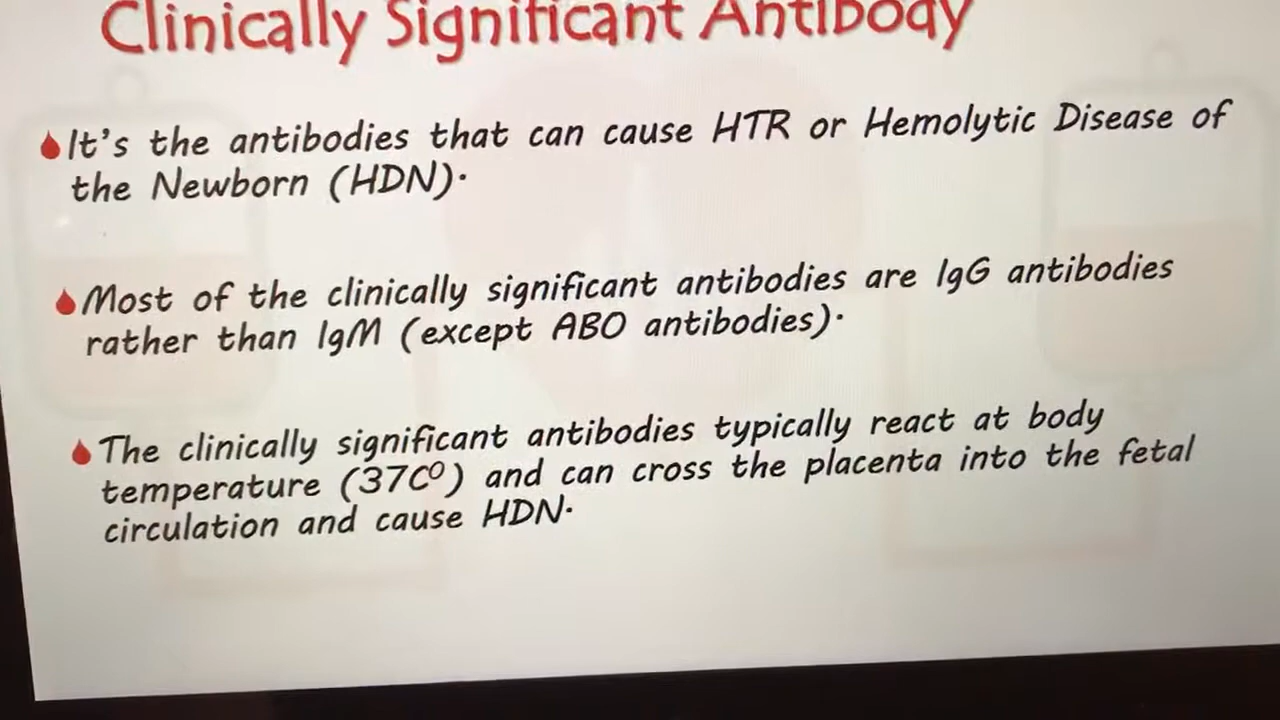 Clinically Significant Antibody
It's the antibodies that can cause HTR or Hemolytic Disease of
the Newborn (HDN).
Most of the clinically significant antibodies are IgG antibodies
rather than IgM (except ABO antibodies).
The clinically significant antibodies typically react at body
temperature (37Cº) and can cross the placenta into the fetal
circulation and cause HDN.